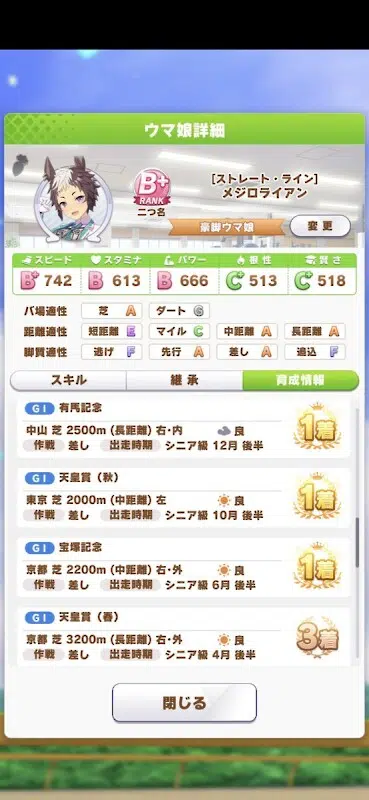 ウマ娘詳細
B+
RANK
二つ名
[ストレート・ライン]
メジロライアン
豪脚ウマ娘
変更
スピード スタミナ パワー 根性 賢さ
B+ 742 B 613 B 666 C+ 513 C+ 518
バ場適性 芝 A ダート G
距離適性 短距離 E マイル C 中距離 A 長距離 A
脚質適性 逃げ F 先行 A 差し A 追込 F
スキル 継承 育成情報
GⅠ 有馬記念
中山 芝 2500m (長距離) 右・内 良
作戦 差し 出走時期 シニア級 12月 後半
1着
GⅠ 天皇賞（秋）
東京 芝 2000m (中距離) 左 良
作戦 差し 出走時期 シニア級 10月 後半
1着
GⅠ 宝塚記念
京都 芝 2200m (中距離) 右・外 良
作戦 差し 出走時期 シニア級 6月 後半
1着
GⅠ 天皇賞（春）
京都 芝 3200m (長距離) 右・外 良
作戦 差し 出走時期 シニア級 4月 後半
3着
閉じる